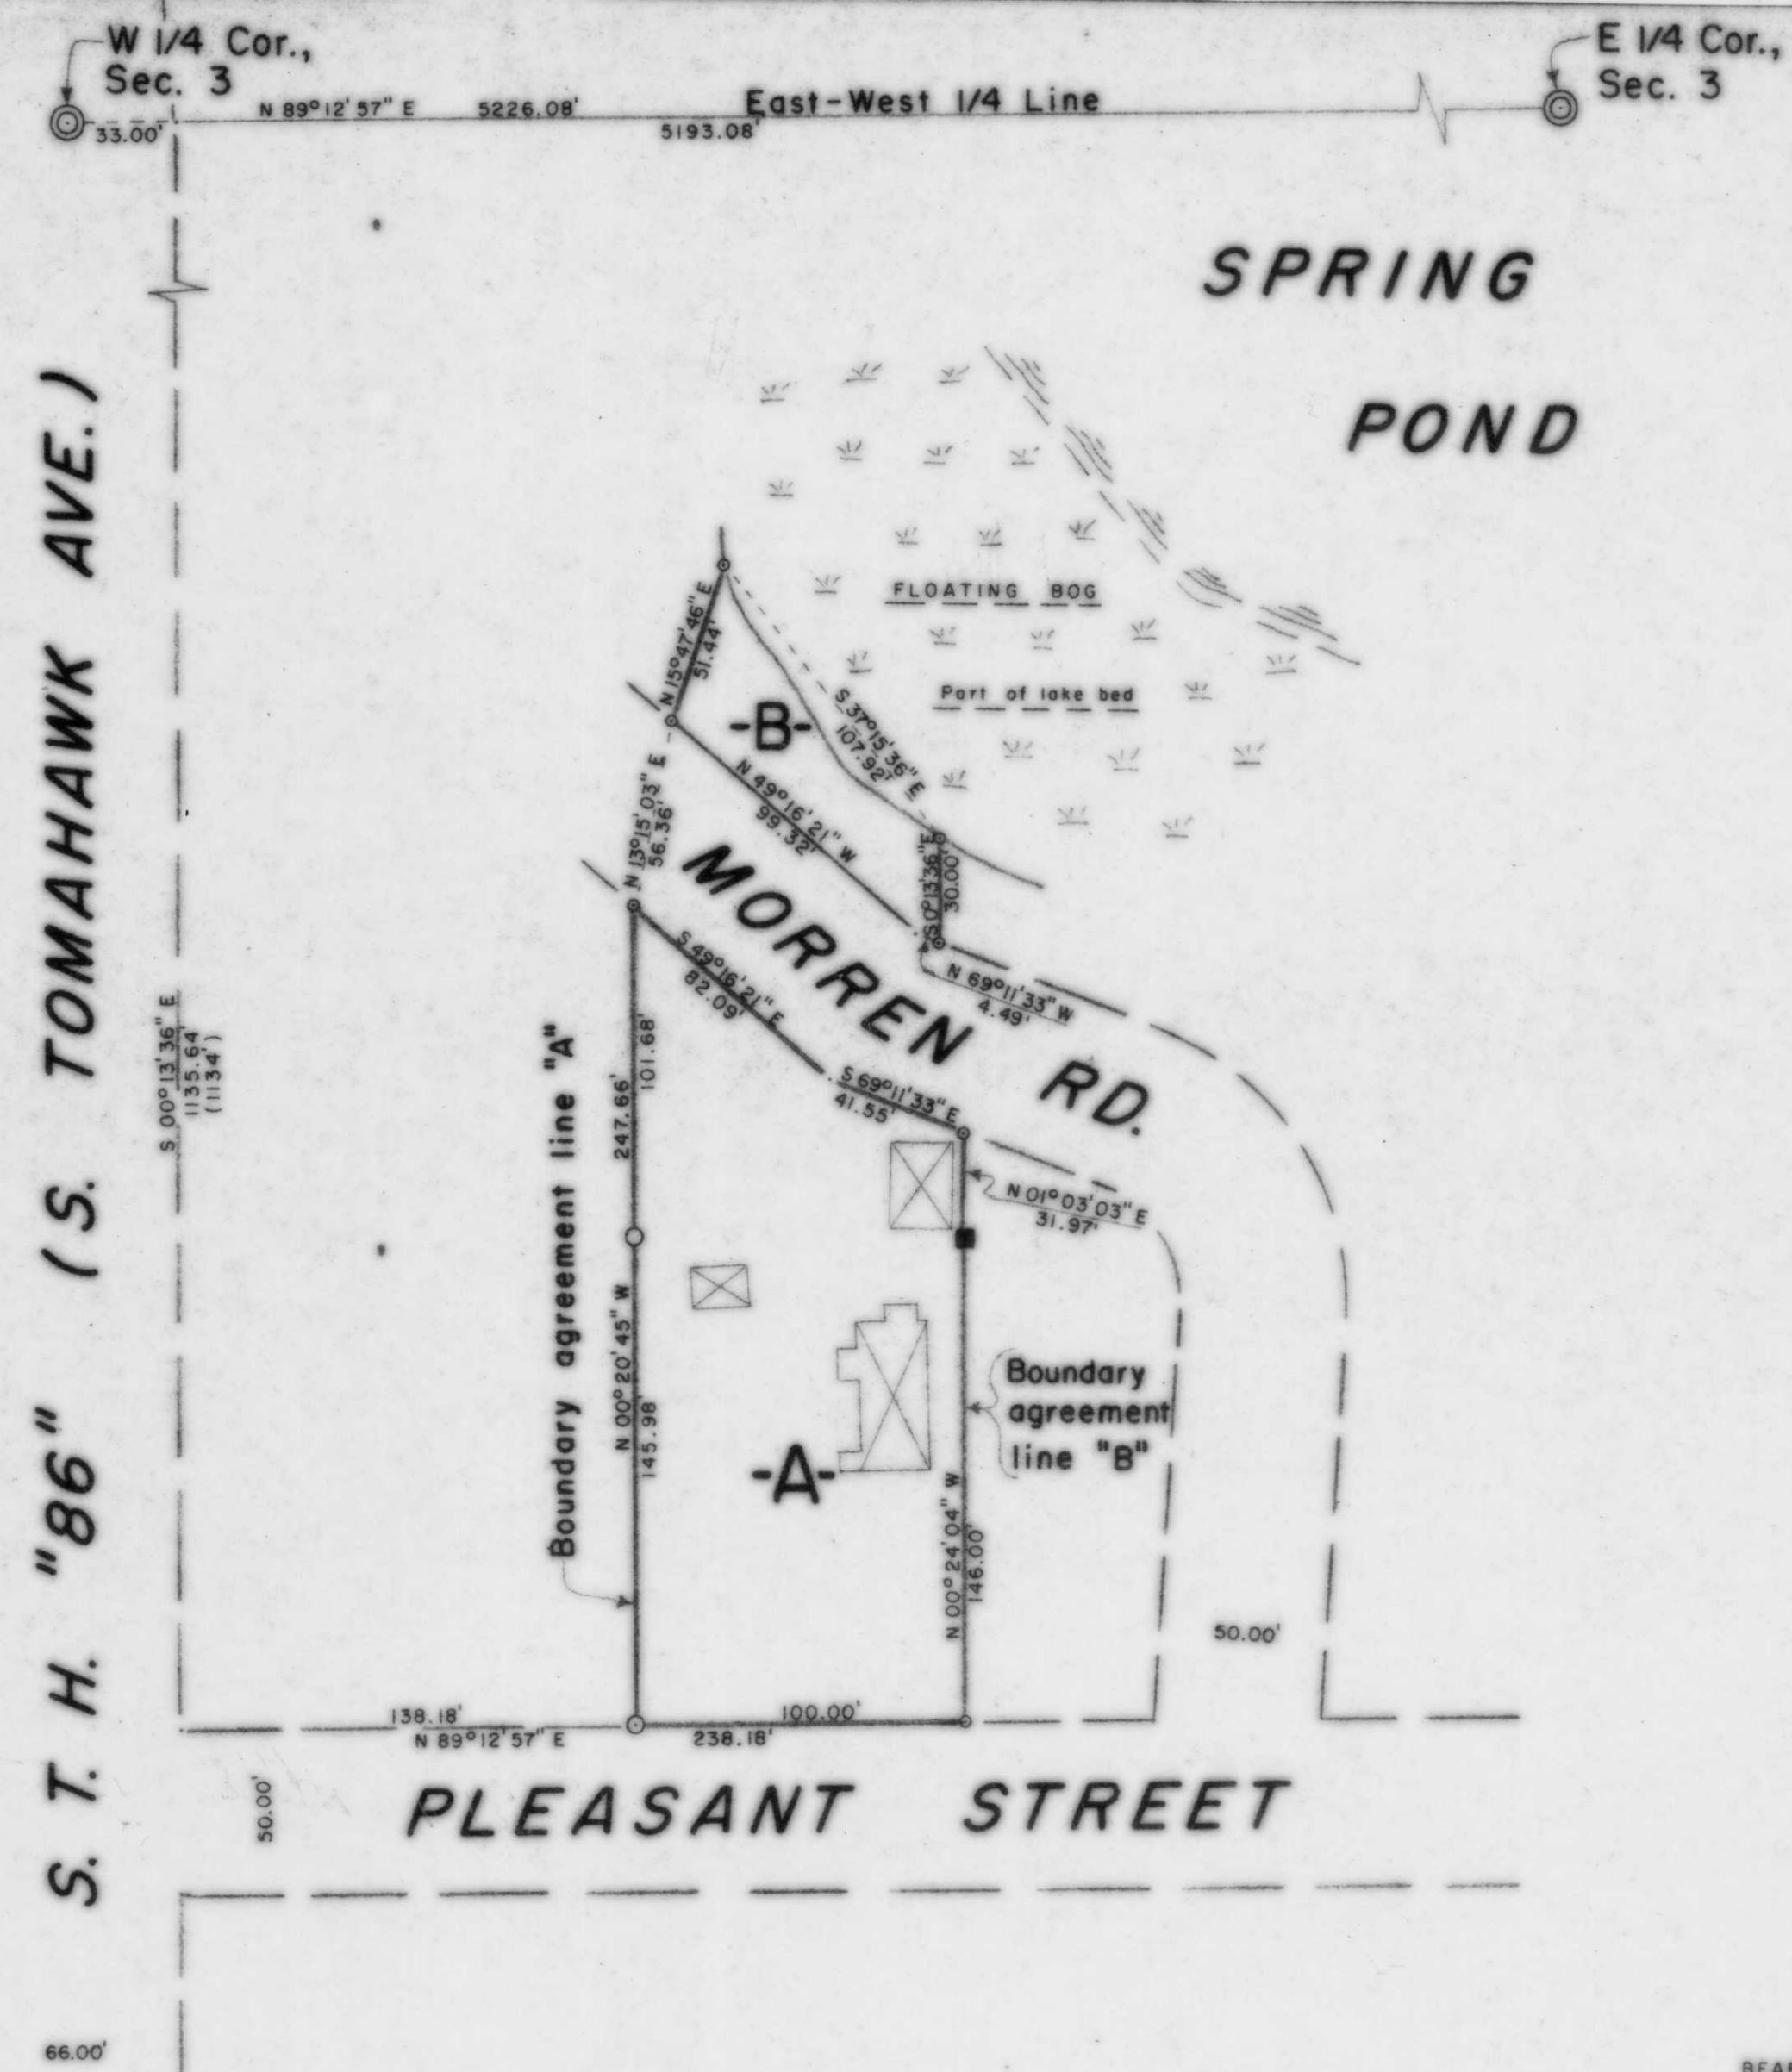 W 1/4 Cor.,
Sec. 3
E 1/4 Cor.,
Sec. 3
N 89°12'57" E 5226.08' East-West 1/4 Line
33.00'
5193.08'
SPRING
POND
FLOATING BOG
Part of lake bed
N 15°47'46" E
51.44'
-B-
S 37°15'36" E
107.92'
N 49°16'21" W
99.32'
N 13°15'03" E
56.36'
S 0°13'36" E
30.00'
N 69°11'33" W
4.49'
MORREN RD.
S 49°16'21" E
82.09'
S 69°11'33" E
41.55'
N 01°03'03" E
31.97'
S. T. H. "86" (S. TOMAHAWK AVE.)
S 00°13'36" E
1135.64'
(1134')
Boundary agreement line "A"
N 00°20'45" W 247.66'
145.98'
101.68'
Boundary
agreement
line "B"
-A-
N 00°24'04" W
146.00'
50.00'
138.18'
100.00'
N 89°12'57" E
238.18'
50.00'
PLEASANT STREET
66.00'